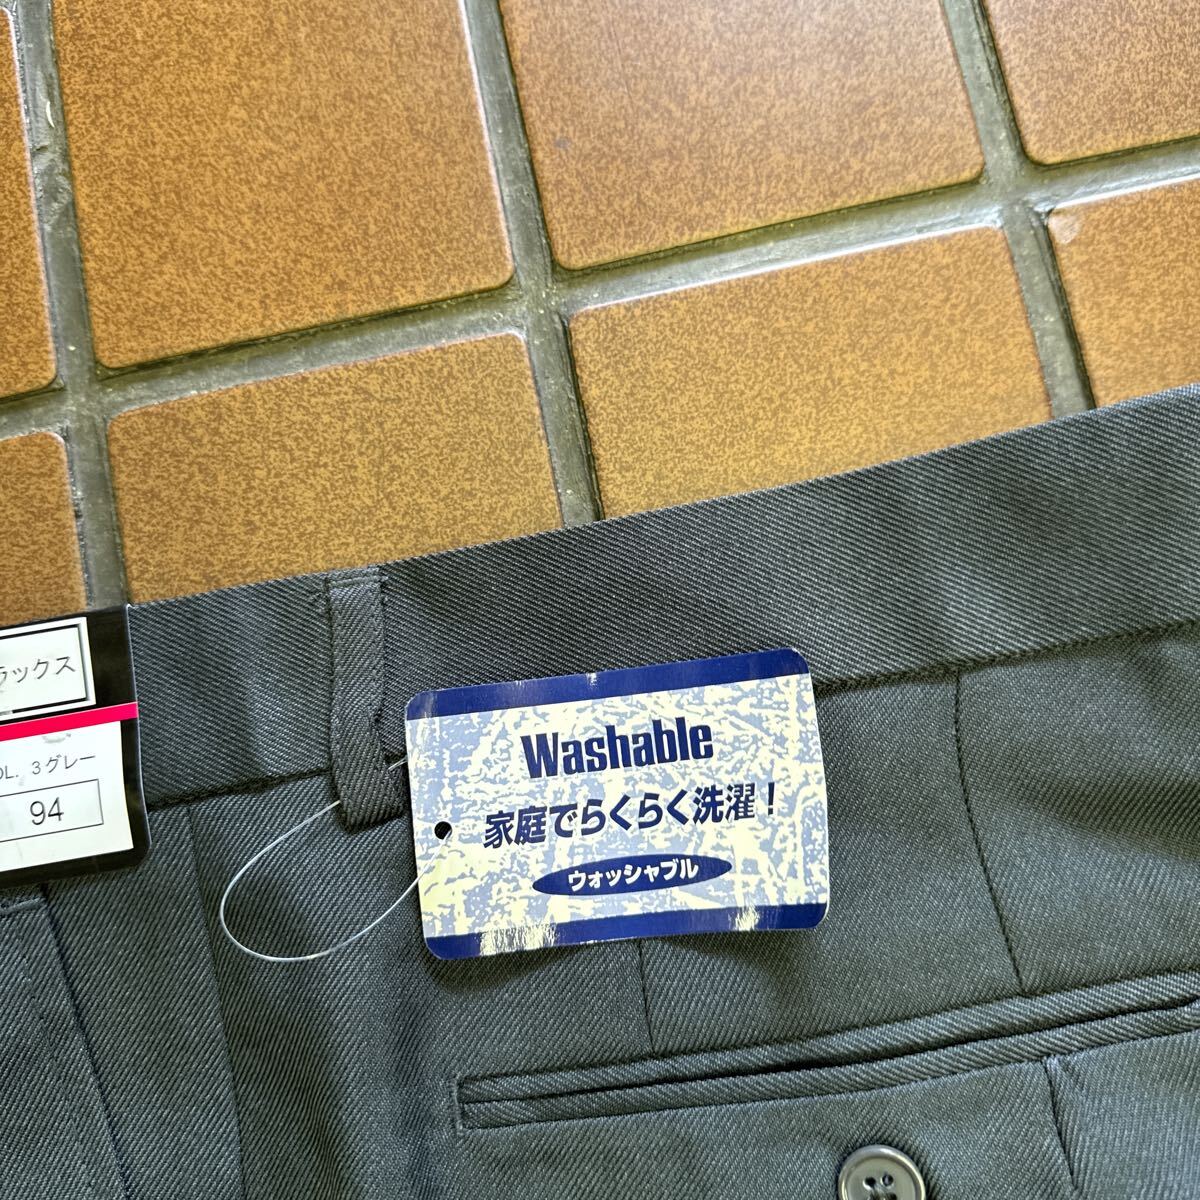 ラックス
OL. 3グレー
94
Washable
家庭でらくらく洗濯!
ウォッシャブル